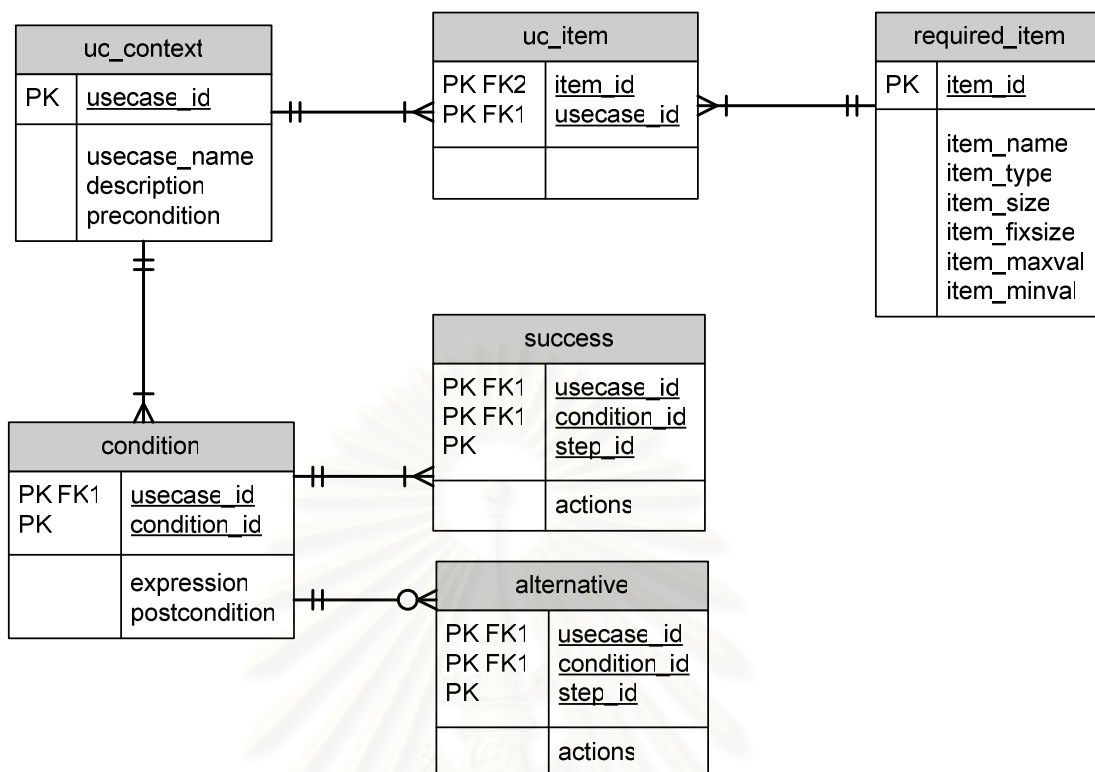 uc_context
PK usecase_id
usecase_name
description
precondition
uc_item
PK FK2 item_id
PK FK1 usecase_id
required_item
PK item_id
item_name
item_type
item_size
item_fixsize
item_maxval
item_minval
condition
PK FK1 usecase_id
PK condition_id
expression
postcondition
success
PK FK1 usecase_id
PK FK1 condition_id
PK step_id
actions
alternative
PK FK1 usecase_id
PK FK1 condition_id
PK step_id
actions